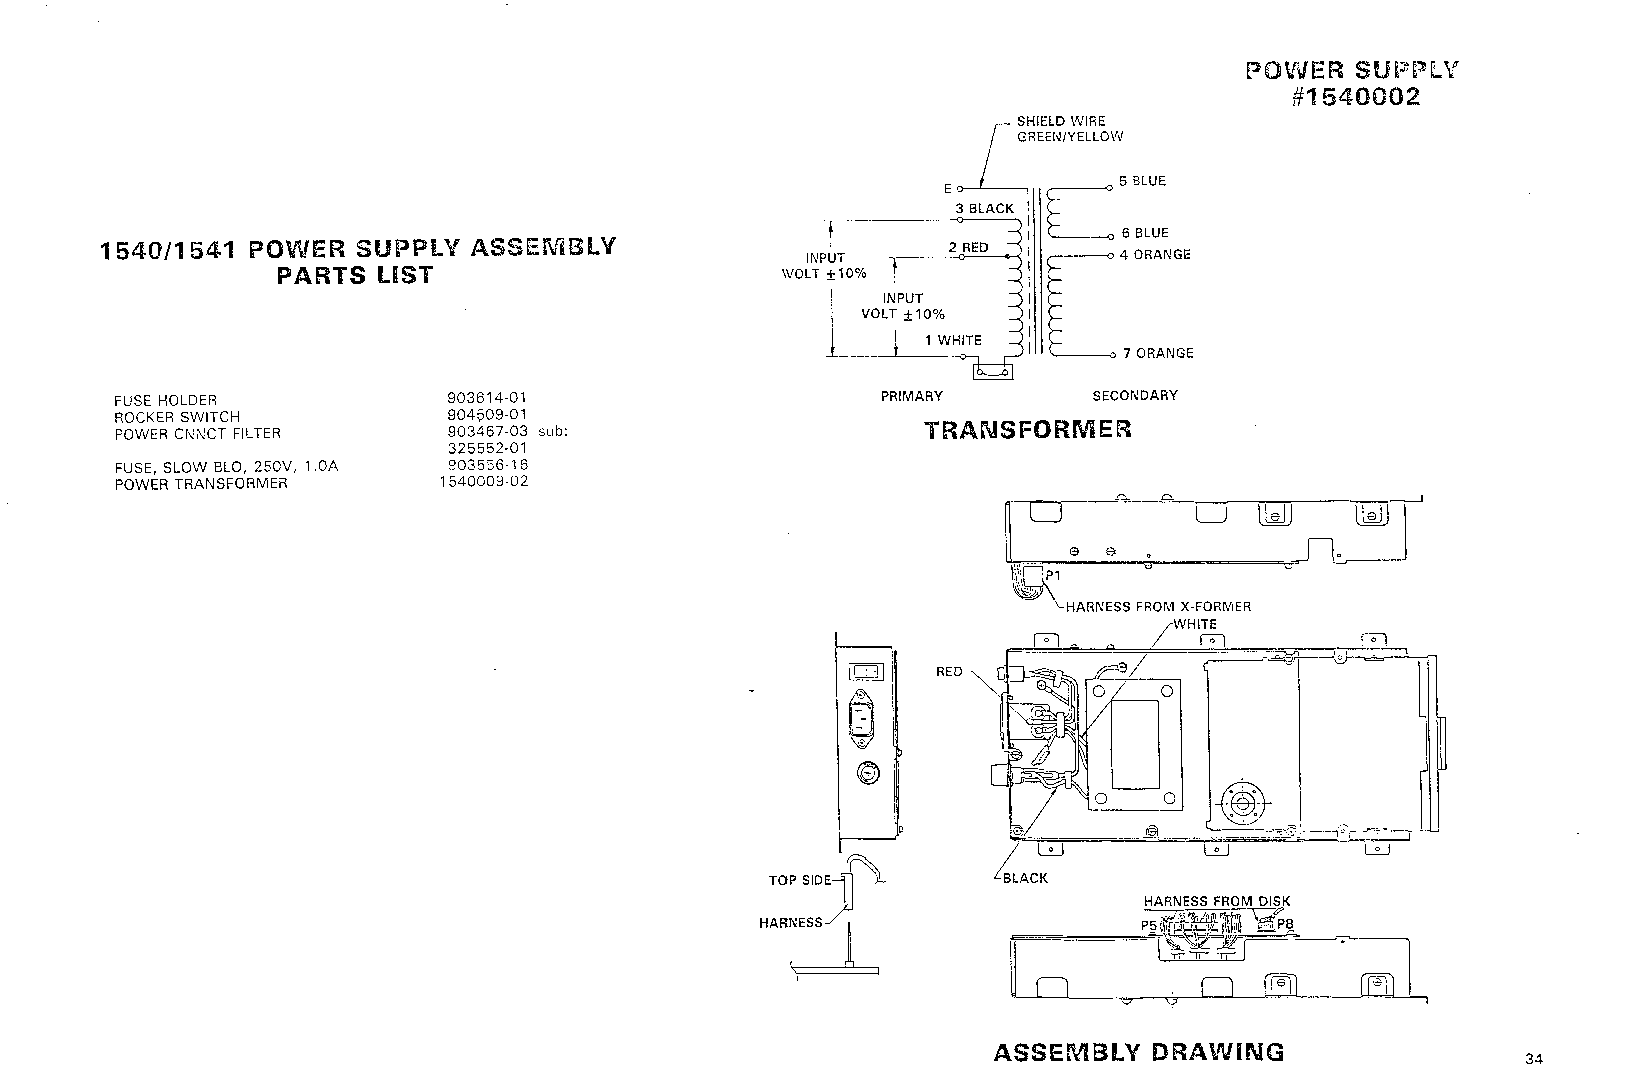 POWER SUPPLY
#1540002
SHIELD WIRE
GREEN/YELLOW
E
5 BLUE
3 BLACK
6 BLUE
2 RED
4 ORANGE
INPUT
WOLT ±10%
INPUT
VOLT ±10%
1 WHITE
7 ORANGE
PRIMARY
SECONDARY
TRANSFORMER
1540/1541 POWER SUPPLY ASSEMBLY
PARTS LIST
FUSE HOLDER 903614-01
ROCKER SWITCH 904509-01
POWER CNNCT FILTER 903467-03 sub:
325552-01
FUSE, SLOW BLO, 250V, 1.0A 903556-16
POWER TRANSFORMER 1540009-02
P1
HARNESS FROM X-FORMER
WHITE
RED
BLACK
TOP SIDE
HARNESS
HARNESS FROM DISK
P5
P8
ASSEMBLY DRAWING
34